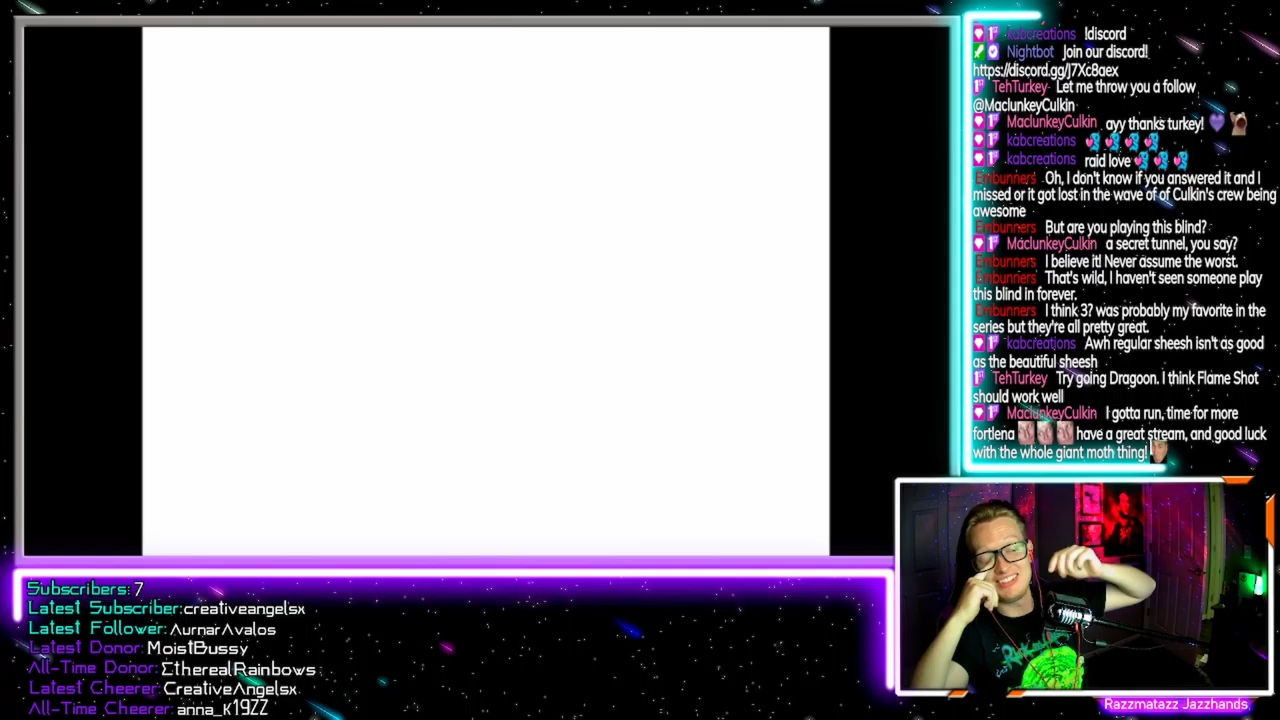 kabcreations !discord
Nightbot Join our discord!
https://discord.gg/J7Xc8aex
TehTurkey Let me throw you a follow
@MaclunkeyCulkin
MaclunkeyCulkin ayy thanks turkey!
kabcreations
kabcreations raid love
Embunners Oh, I don't know if you answered it and I
missed or it got lost in the wave of of Culkin's crew being
awesome
Embunners But are you playing this blind?
MaclunkeyCulkin a secret tunnel, you say?
Embunners I believe it! Never assume the worst.
Embunners That's wild, I haven't seen someone play
this blind in forever.
Embunners I think 3? was probably my favorite in the
series but they're all pretty great.
kabcreations Awh regular sheesh isn't as good
as the beautiful sheesh
TehTurkey Try going Dragoon. I think Flame Shot
should work well
MaclunkeyCulkin I gotta run, time for more
fortlena have a great stream, and good luck
with the whole giant moth thing!
Subscribers: 7
Latest Subscriber:creativeangelsx
Latest Follower: AurnarAvalos
Latest Donor: MoistBussy
All-Time Donor: EtherealRainbows
Latest Cheerer: CreativeAngelsx
All-Time Cheerer: anna_k19ZZ
Razzmatazz Jazzhands